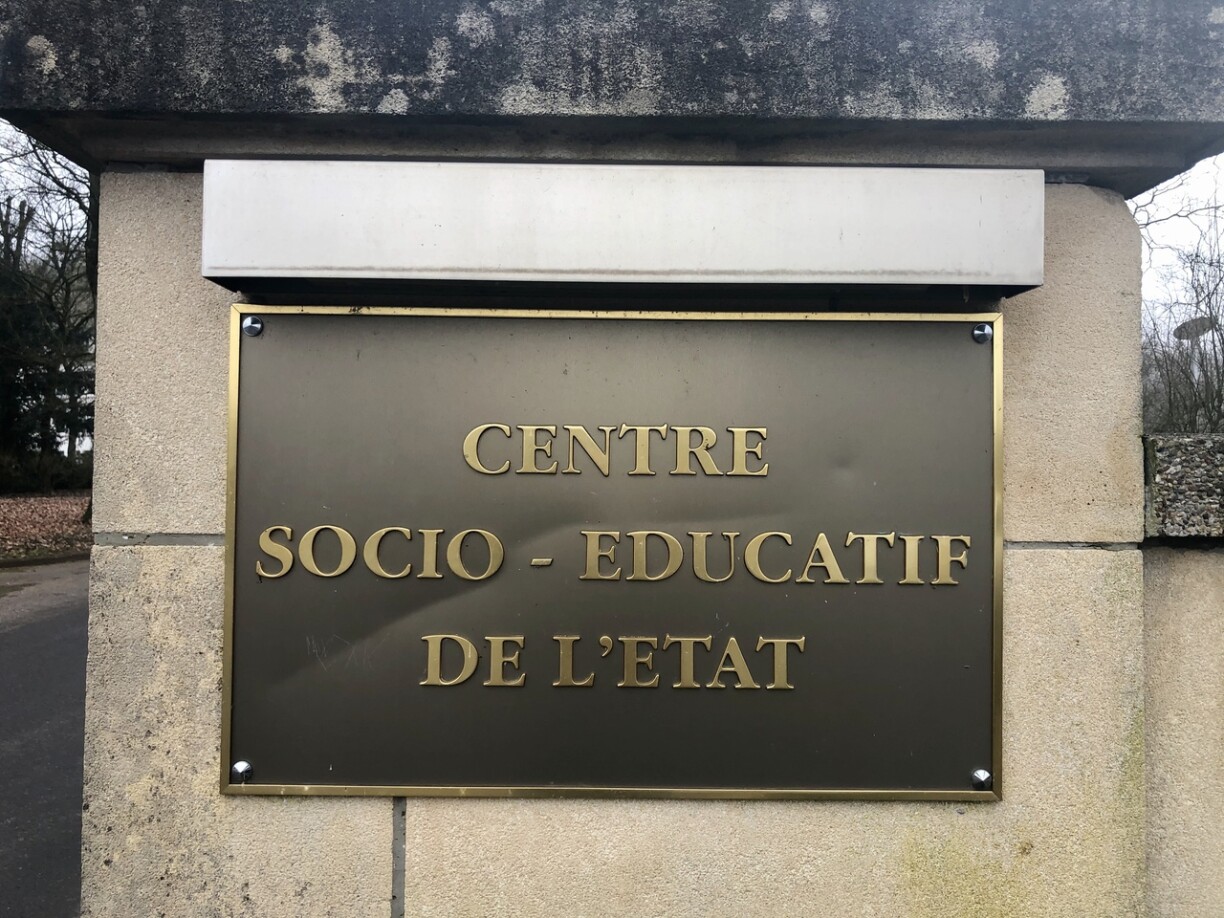 CENTRE
SOCIO - EDUCATIF
DE L'ETAT